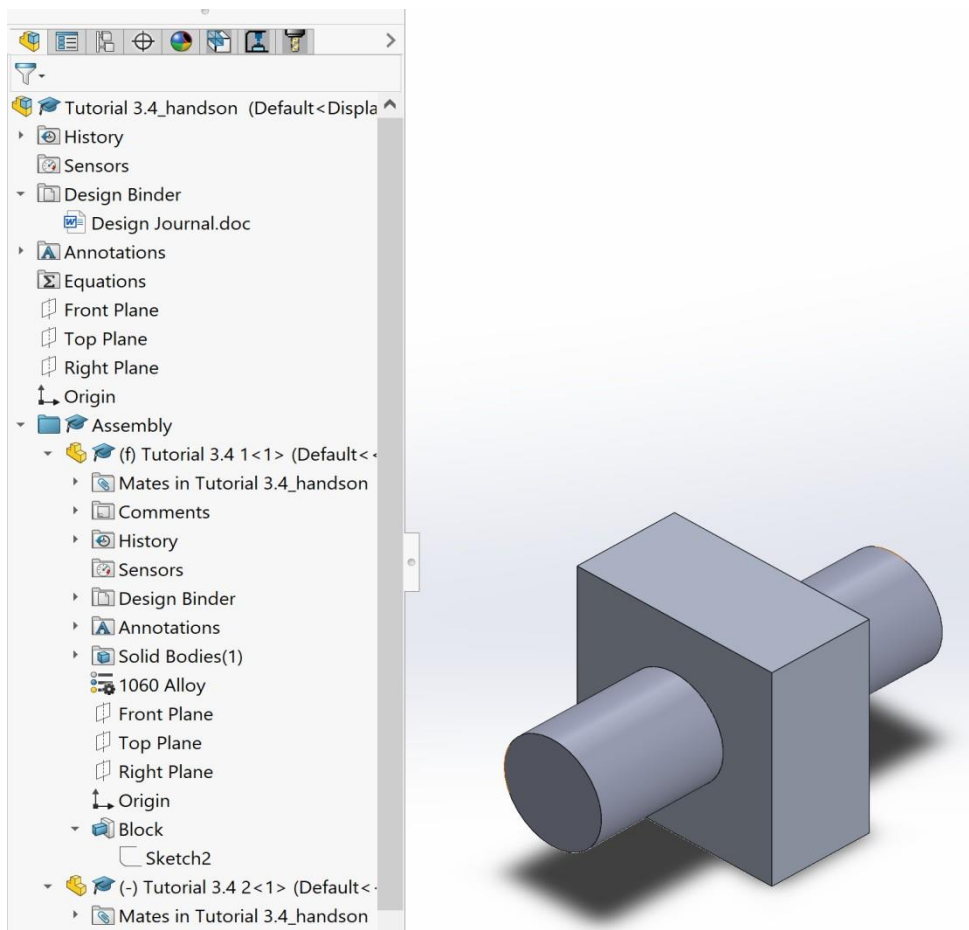 Tutorial 3.4_handson (Default<Displa
History
Sensors
Design Binder
Design Journal.doc
Annotations
Equations
Front Plane
Top Plane
Right Plane
Origin
Assembly
(f) Tutorial 3.4 1<1> (Default<<
Mates in Tutorial 3.4_handson
Comments
History
Sensors
Design Binder
Annotations
Solid Bodies(1)
1060 Alloy
Front Plane
Top Plane
Right Plane
Origin
Block
Sketch2
(-) Tutorial 3.4 2<1> (Default<
Mates in Tutorial 3.4_handson